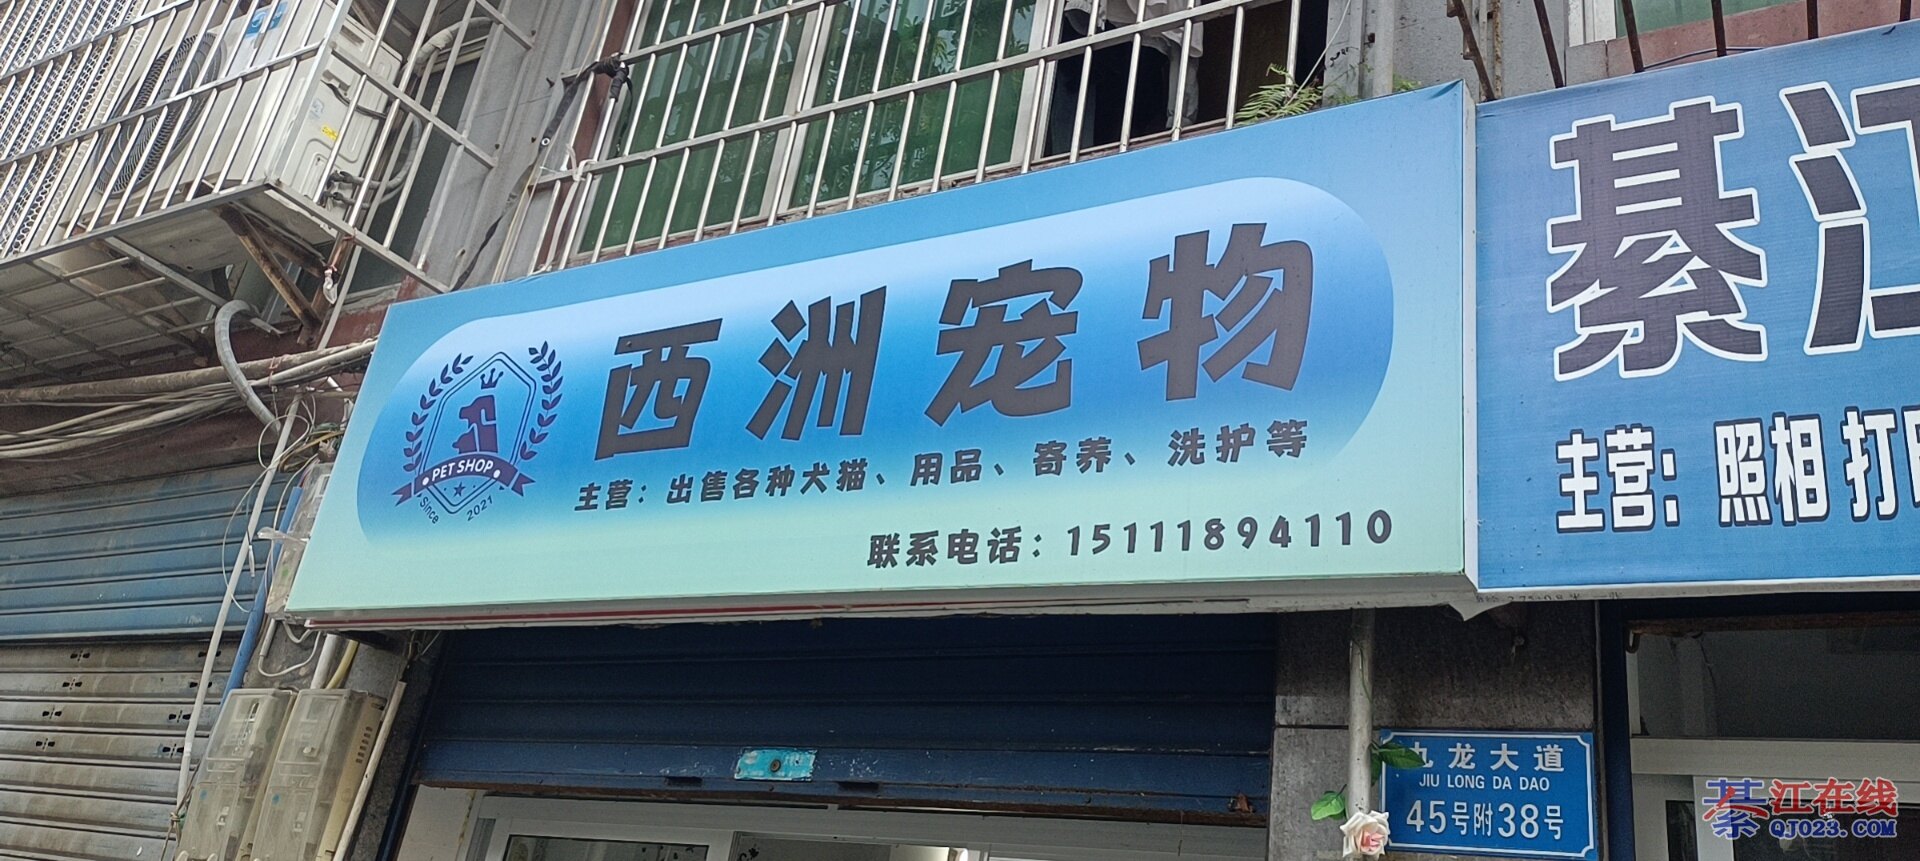 西洲宠物
PET SHOP
Since 2021
主营：出售各种犬猫、用品、寄养、洗护等
联系电话：15111894110
綦江
主营：照相 打印
九龙大道
JIU LONG DA DAO
45号附38号
綦江在线
QJ023.COM